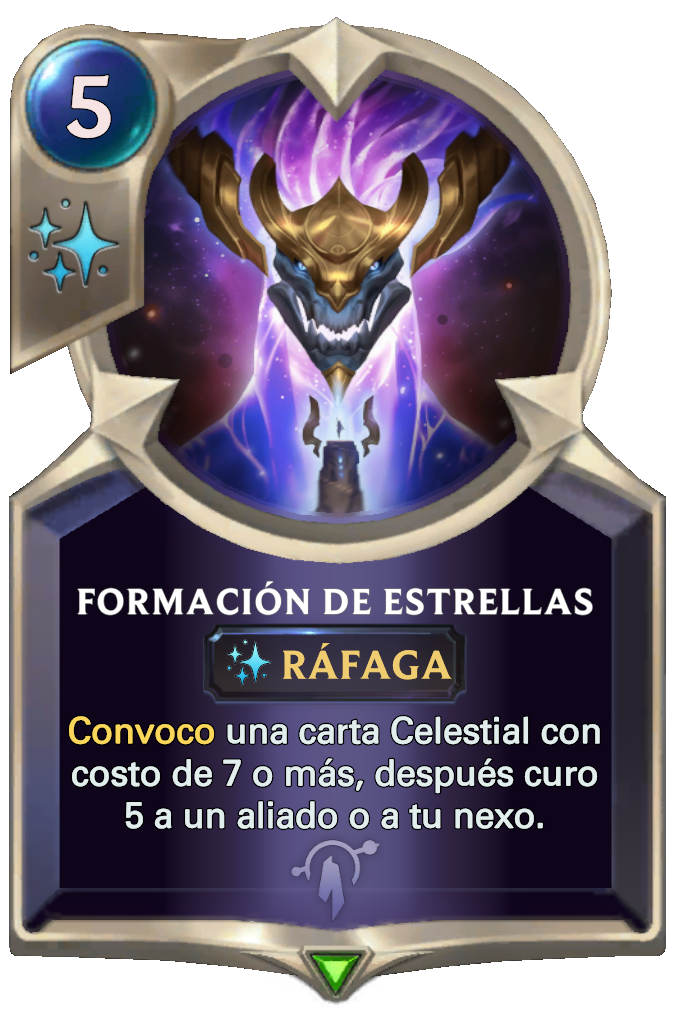 5
FORMACIÓN DE ESTRELLAS
RÁFAGA
Convoco una carta Celestial con
costo de 7 o más, después curo
5 a un aliado o a tu nexo.